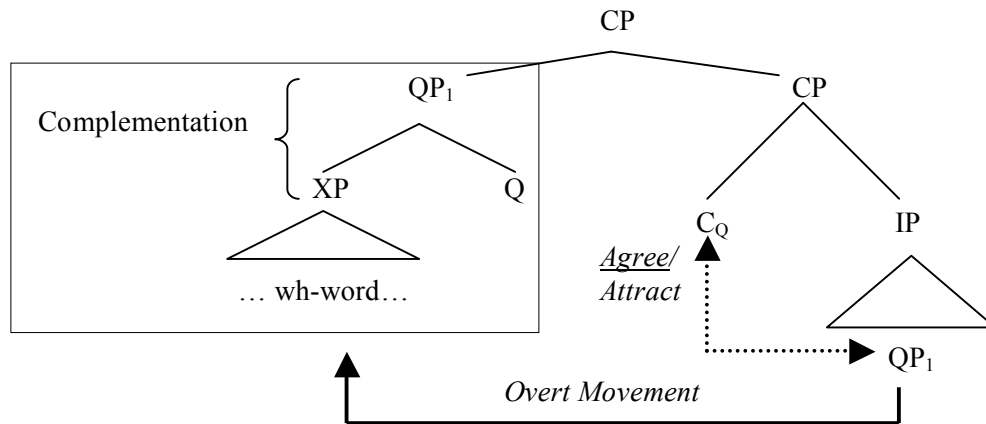 CP
QP1 CP
Complementation
XP Q
CQ IP
Agree/
… wh-word…
Attract
QP1
Overt Movement